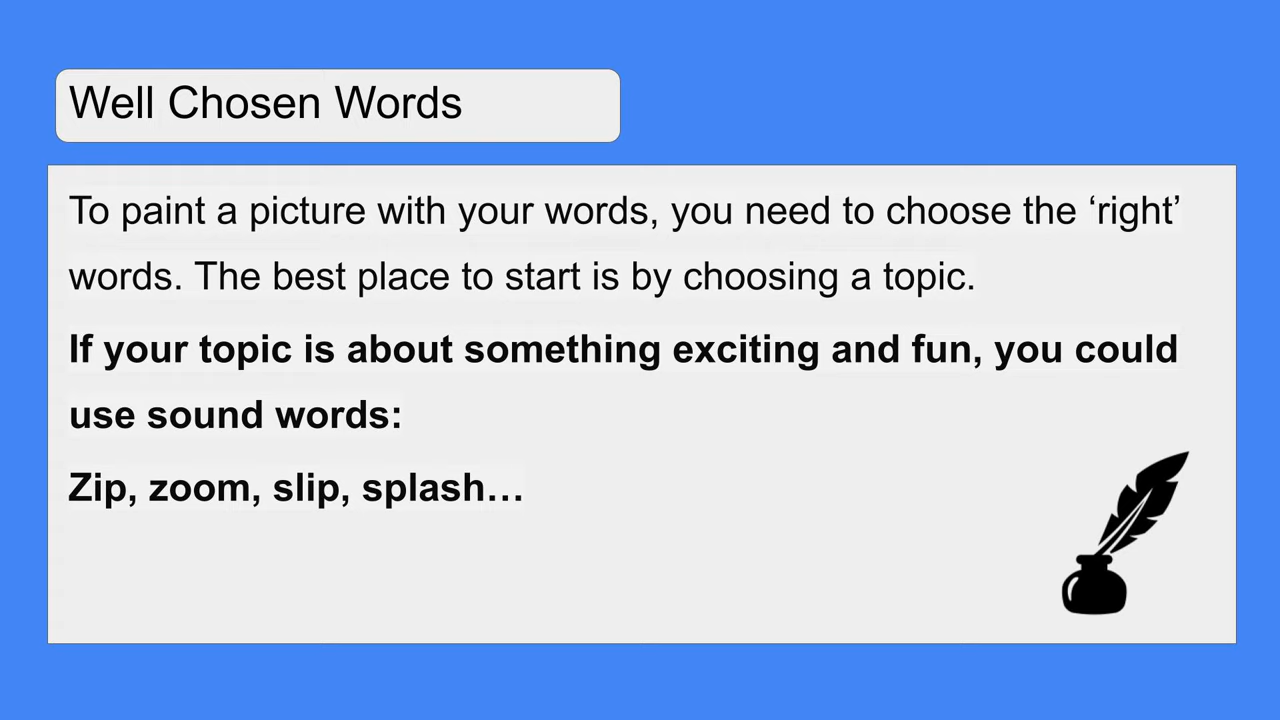 Well Chosen Words
To paint a picture with your words, you need to choose the ‘right’
words. The best place to start is by choosing a topic.
If your topic is about something exciting and fun, you could
use sound words:
Zip, zoom, slip, splash…